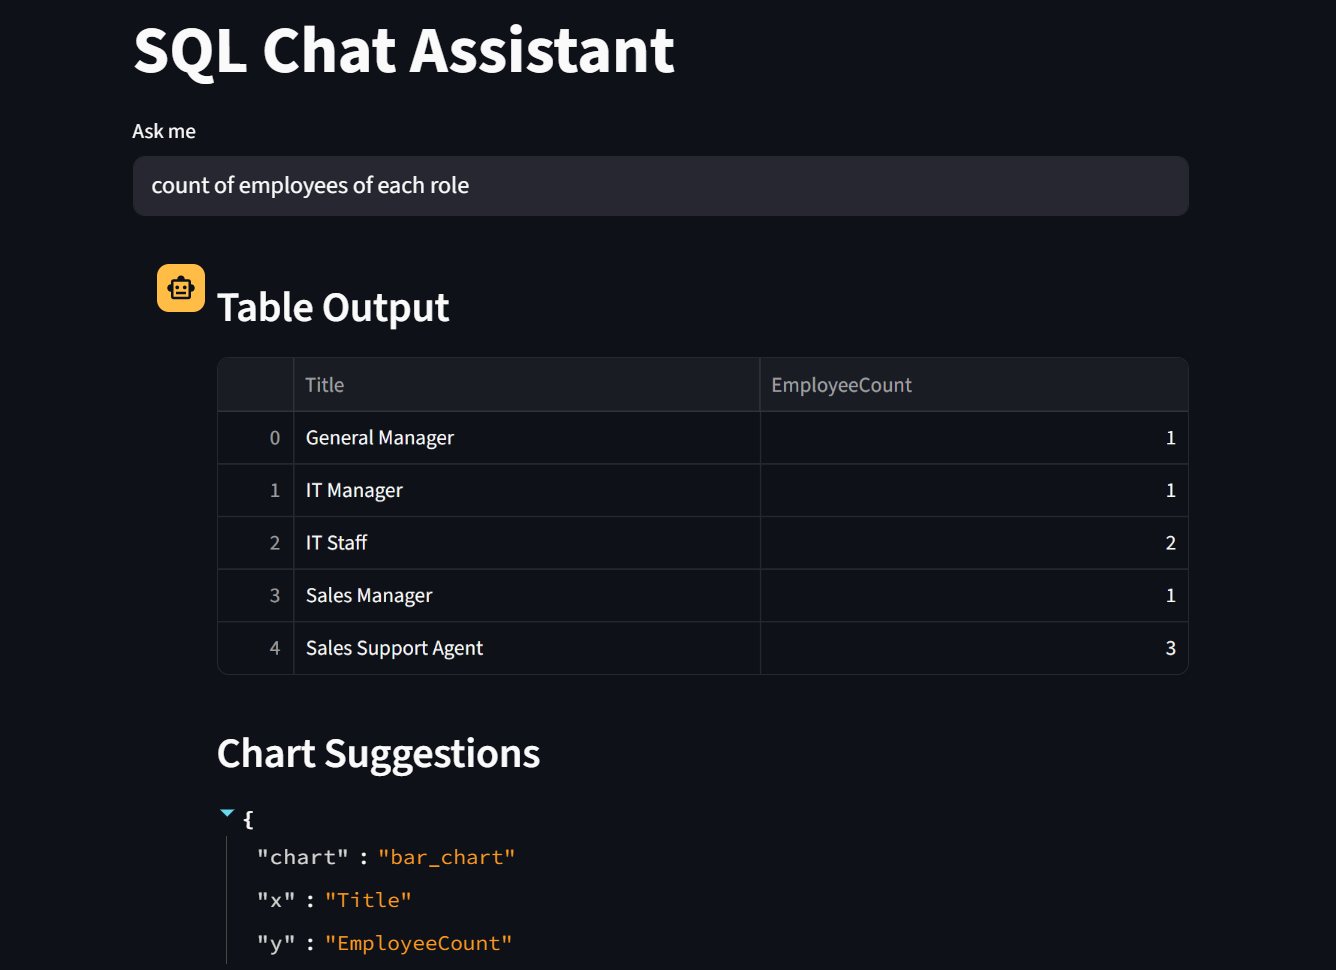 SQL Chat Assistant
Ask me
count of employees of each role
Table Output
Title EmployeeCount
0 General Manager 1
1 IT Manager 1
2 IT Staff 2
3 Sales Manager 1
4 Sales Support Agent 3
Chart Suggestions
{
"chart" : "bar_chart"
"x" : "Title"
"y" : "EmployeeCount"